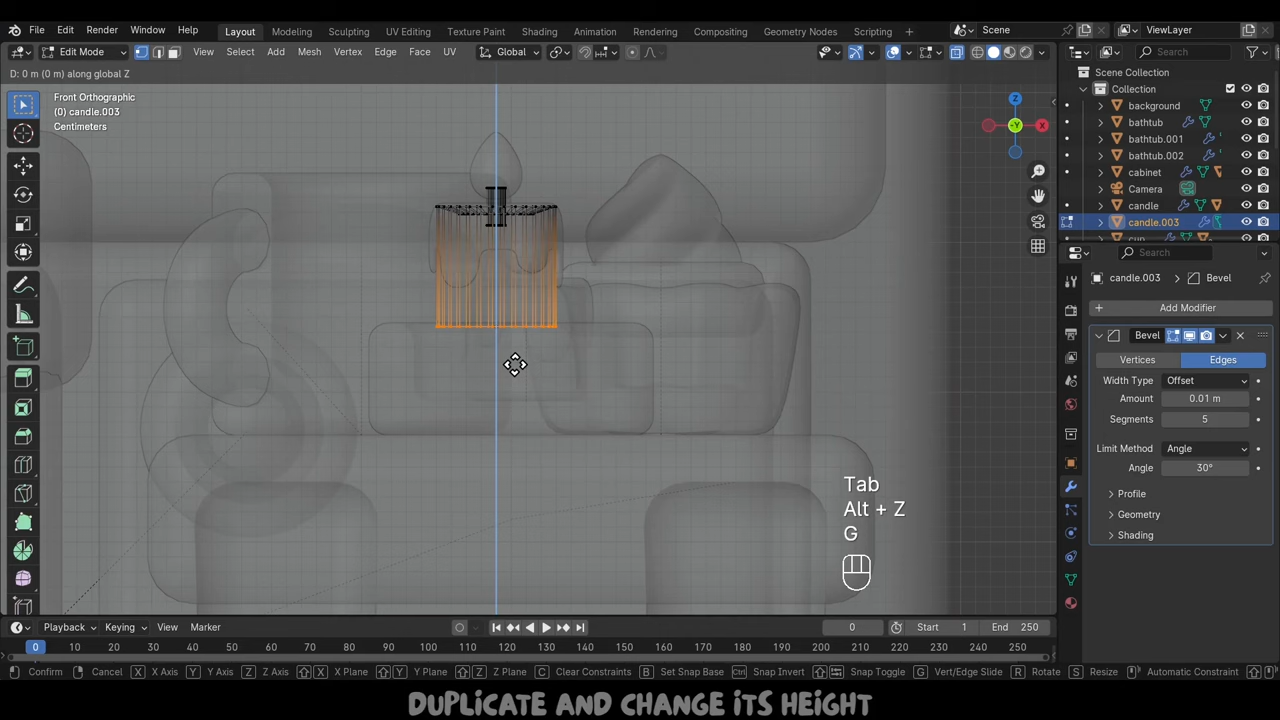 File Edit Render Window Help Layout Modeling Sculpting UV Editing Texture Paint Shading Animation Rendering Compositing Geometry Nodes Scripting + Scene ViewLayer
Edit Mode View Select Add Mesh Vertex Edge Face UV Global Search
D: 0 m (0 m) along global Z
Scene Collection
Collection
Front Orthographic
(0) candle.003
Centimeters
background
bathtub
bathtub.001
bathtub.002
cabinet
Camera
candle
candle.003
cup
Z
-Y
X
Search
candle.003 > Bevel
+ Add Modifier
Bevel
Vertices Edges
Width Type Offset
Amount 0.01 m
Segments 5
Limit Method Angle
Angle 30°
Profile
Geometry
Shading
Tab
Alt + Z
G
Playback Keying View Marker 0 Start 1 End 250
0 10 20 30 40 50 60 70 80 90 100 110 120 130 140 150 160 170 180 190 200 210 220 230 240 250
Confirm Cancel X X Axis Y Y Axis Z Z Axis X X Plane Y Y Plane Z Z Plane C Clear Constraints B Set Snap Base Ctrl Snap Invert Snap Toggle G Vert/Edge Slide R Rotate S Resize Automatic Constraint
DUPLICATE AND CHANGE iTS HEiGHT